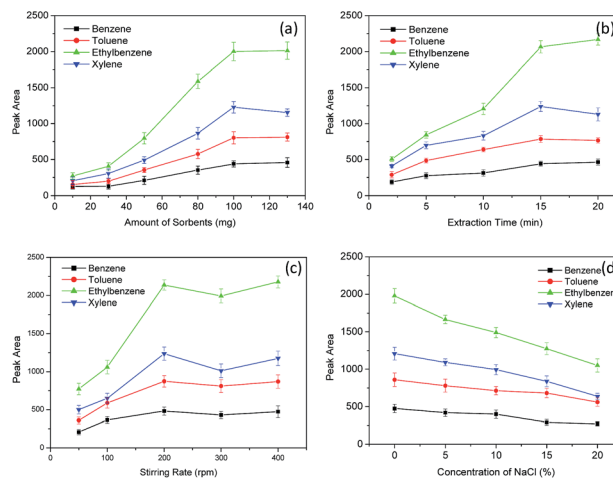 (a)
Benzene
Toluene
Ethylbenzene
Xylene
2000
1500
1000
500
0
Peak Area
0 20 40 60 80 100 120 140
Amount of Sorbents (mg)
(b)
Benzene
Toluene
Ethylbenzene
Xylene
2000
1500
1000
500
0
Peak Area
0 5 10 15 20
Extraction Time (min)
(c)
Benzene
Toluene
Ethylbenzene
Xylene
2500
2000
1500
1000
500
0
Peak Area
0 100 200 300 400
Stirring Rate (rpm)
(d)
Benzene
Toluene
Ethylbenzene
Xylene
2500
2000
1500
1000
500
0
Peak Area
0 5 10 15 20
Concentration of NaCl (%)